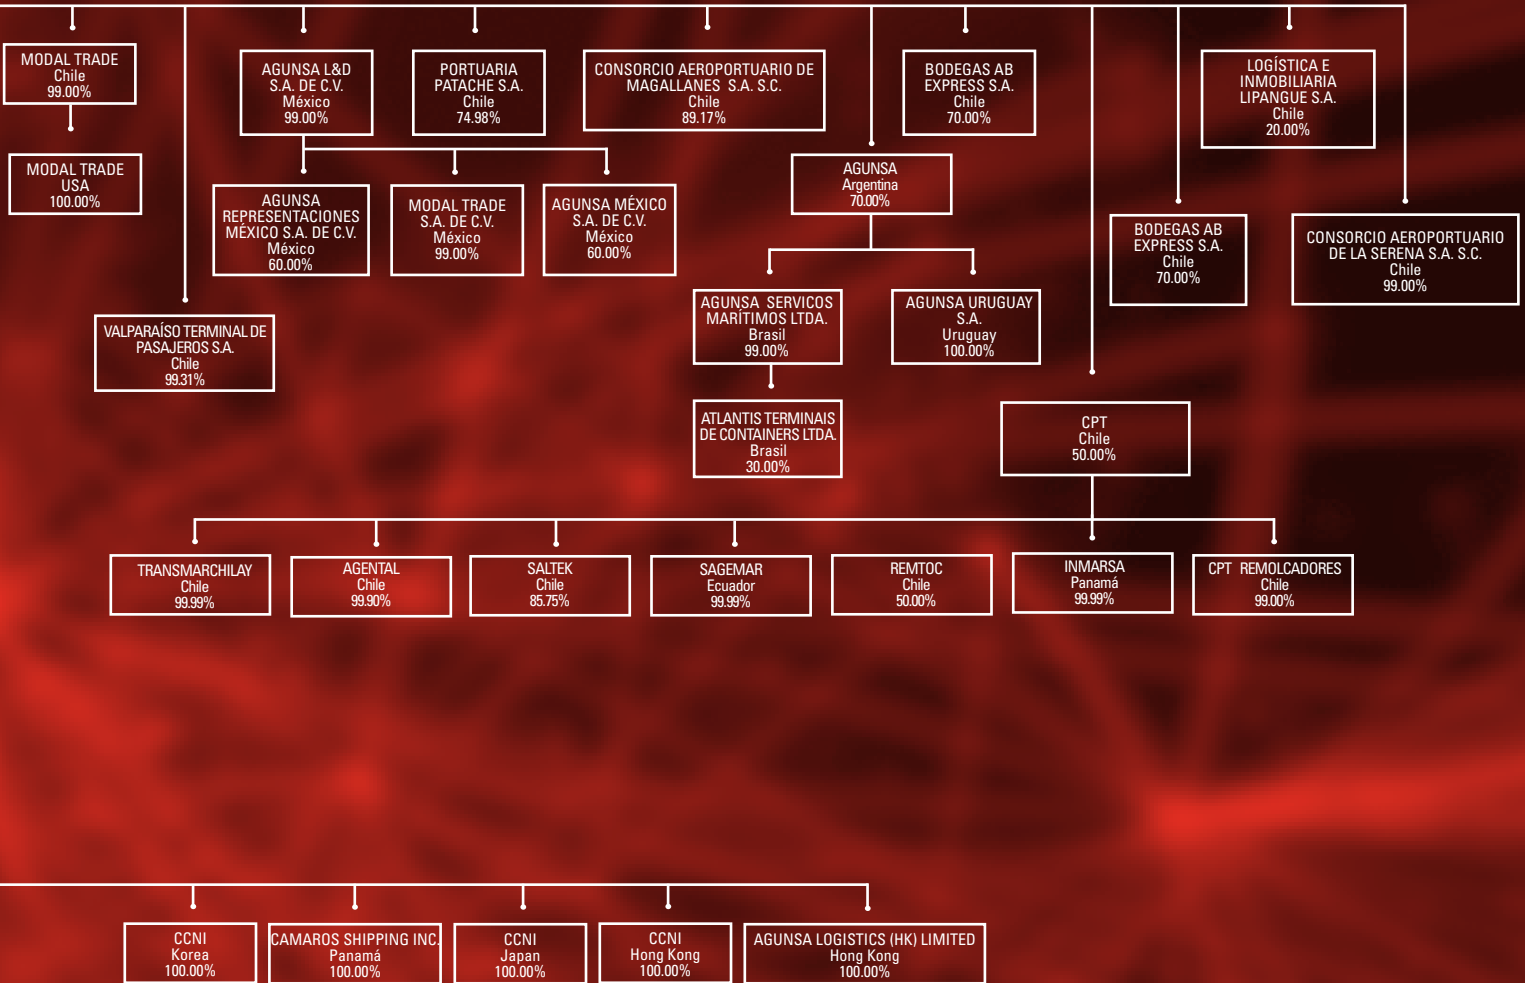 MODAL TRADE
Chile
99.00%
MODAL TRADE
USA
100.00%
VALPARAÍSO TERMINAL DE
PASAJEROS S.A.
Chile
99.31%
AGUNSA L&D
S.A. DE C.V.
México
99.00%
AGUNSA
REPRESENTACIONES
MÉXICO S.A. DE C.V.
México
60.00%
MODAL TRADE
S.A. DE C.V.
México
99.00%
AGUNSA MÉXICO
S.A. DE C.V.
México
60.00%
PORTUARIA
PATACHE S.A.
Chile
74.98%
CONSORCIO AEROPORTUARIO DE
MAGALLANES S.A. S.C.
Chile
89.17%
AGUNSA
Argentina
70.00%
AGUNSA SERVICOS
MARÍTIMOS LTDA.
Brasil
99.00%
ATLANTIS TERMINAIS
DE CONTAINERS LTDA.
Brasil
30.00%
AGUNSA URUGUAY
S.A.
Uruguay
100.00%
BODEGAS AB
EXPRESS S.A.
Chile
70.00%
CPT
Chile
50.00%
TRANSMARCHILAY
Chile
99.99%
AGENTAL
Chile
99.90%
SALTEK
Chile
85.75%
SAGEMAR
Ecuador
99.99%
REMTOC
Chile
50.00%
INMARSA
Panamá
99.99%
CPT REMOLCADORES
Chile
99.00%
BODEGAS AB
EXPRESS S.A.
Chile
70.00%
LOGÍSTICA E
INMOBILIARIA
LIPANGUE S.A.
Chile
20.00%
CONSORCIO AEROPORTUARIO
DE LA SERENA S.A. S.C.
Chile
99.00%
CCNI
Korea
100.00%
CAMAROS SHIPPING INC.
Panamá
100.00%
CCNI
Japan
100.00%
CCNI
Hong Kong
100.00%
AGUNSA LOGISTICS (HK) LIMITED
Hong Kong
100.00%